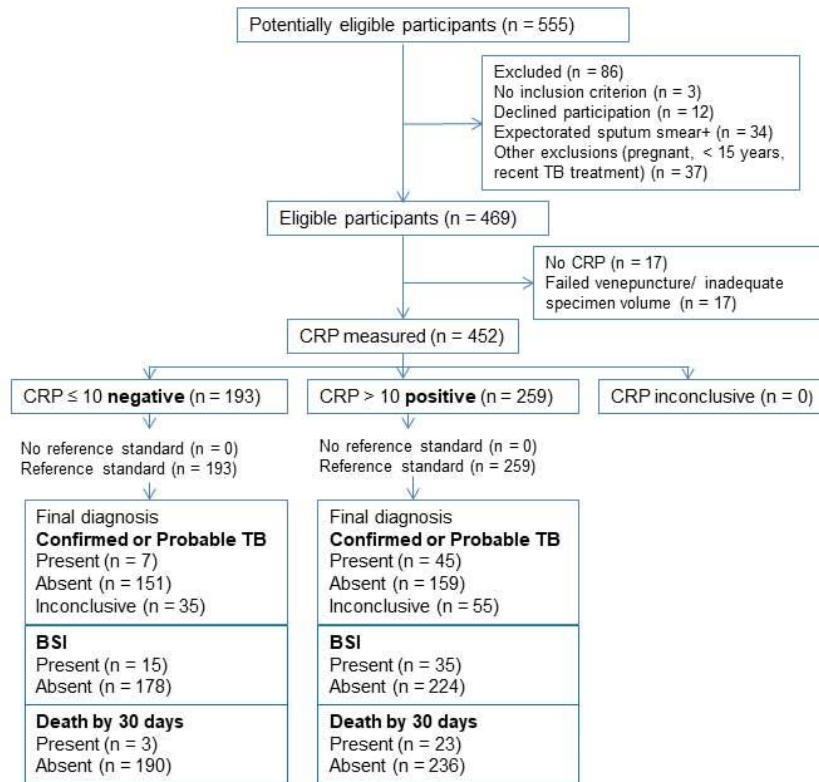 Potentially eligible participants (n = 555)
Excluded (n = 86)
No inclusion criterion (n = 3)
Declined participation (n = 12)
Expectorated sputum smear+ (n = 34)
Other exclusions (pregnant, < 15 years,
recent TB treatment) (n = 37)
Eligible participants (n = 469)
No CRP (n = 17)
Failed venepuncture/ inadequate
specimen volume (n = 17)
CRP measured (n = 452)
CRP ≤ 10 negative (n = 193)
CRP > 10 positive (n = 259)
CRP inconclusive (n = 0)
No reference standard (n = 0)
Reference standard (n = 193)
No reference standard (n = 0)
Reference standard (n = 259)
Final diagnosis
Confirmed or Probable TB
Present (n = 7)
Absent (n = 151)
Inconclusive (n = 35)
BSI
Present (n = 15)
Absent (n = 178)
Death by 30 days
Present (n = 3)
Absent (n = 190)
Final diagnosis
Confirmed or Probable TB
Present (n = 45)
Absent (n = 159)
Inconclusive (n = 55)
BSI
Present (n = 35)
Absent (n = 224)
Death by 30 days
Present (n = 23)
Absent (n = 236)